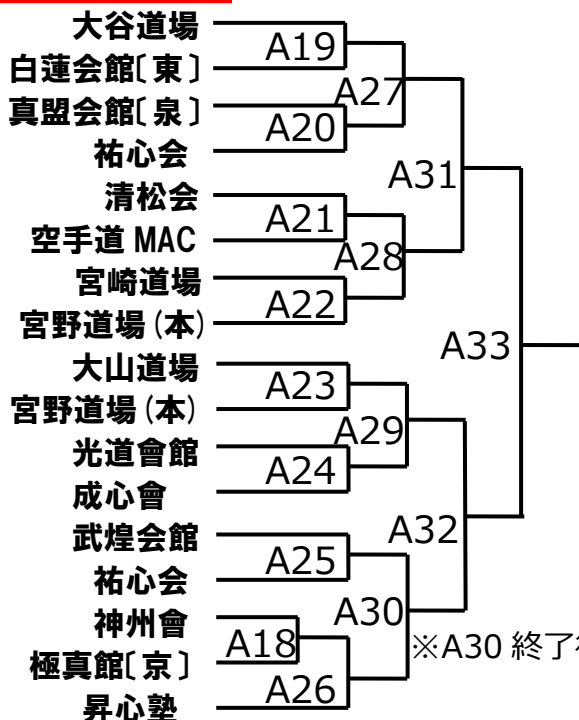 大谷道場
A19
白蓮会館〔東〕
A27
真盟会館〔泉〕
A20
祐心会
A31
清松会
A21
空手道 MAC
A28
宮崎道場
A22
宮野道場(本)
A33
大山道場
A23
宮野道場(本)
A29
光道會館
A24
成心會
A32
武煌会館
A25
祐心会
A30
神州會
A18
※A30 終了
極真館〔京〕
A26
昇心塾